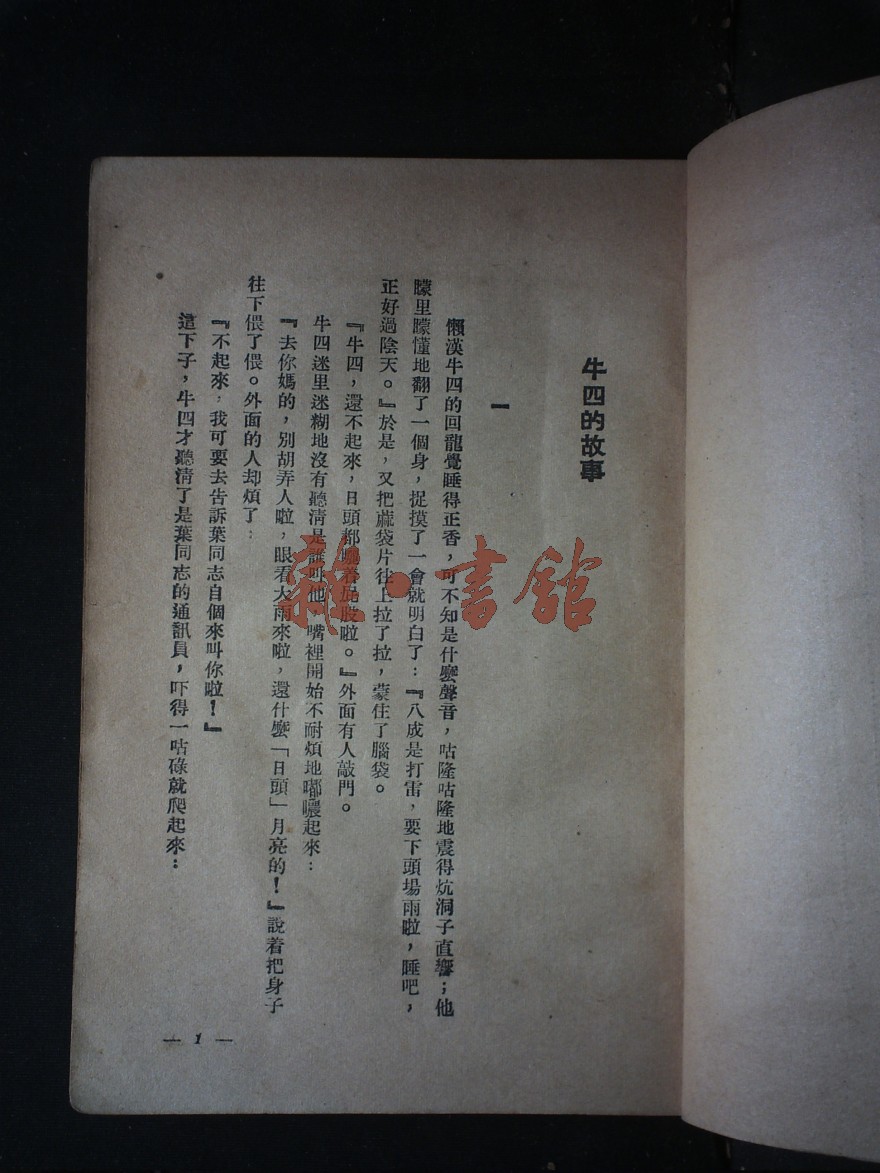 牛四的故事
一
懶漢牛四的回龍覺睡得正香，可不知是什麽聲音，咕隆咕隆地震得炕洞子直響；他
矇里矇懂地翻了一個身，捉摸了一會就明白了：『八成是打雷，要下頭場雨啦，睡吧，
正好過陰天。』於是，又把蔴袋片往上拉了拉，蒙住了腦袋。
『牛四，還不起來，日頭都曬着屁股啦。』外面有人敲門。
牛四迷里迷糊地沒有聽淸是誰叫他，嘴裡開始不耐煩地嘟囔起來：
『去你媽的，別胡弄人啦，眼看大雨來啦，還什麽「日頭」月亮的！』說着把身子
往下偎了偎。外面的人却煩了：
『不起來，我可要去告訴葉同志自個來叫你啦！』
這下子，牛四才聽淸了是葉同志的通訊員，吓得一咕碌就爬起來：
— 1 —
雜·書館